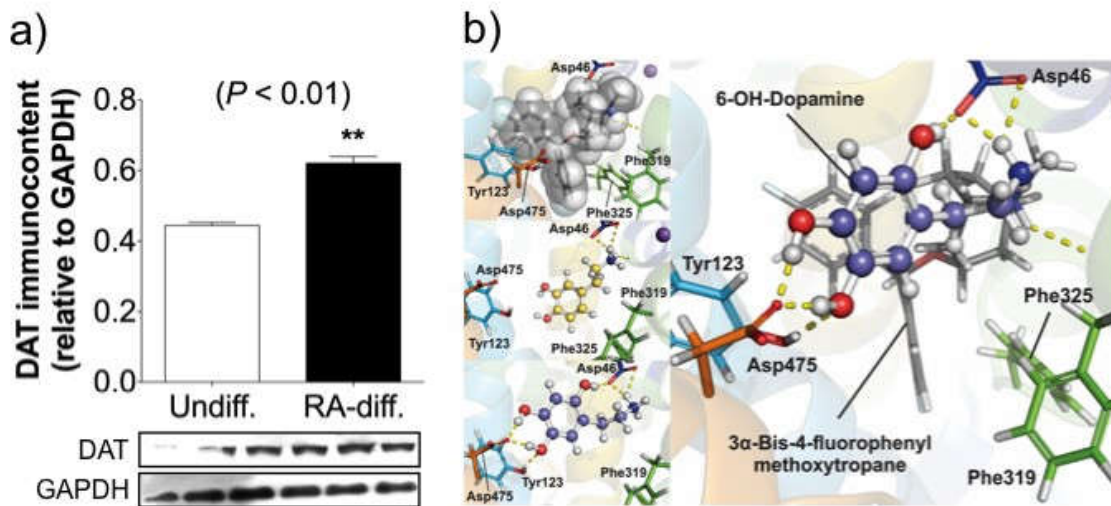 a)
(P < 0.01)
**
DAT immunocontent
(relative to GAPDH)
0.8
0.6
0.4
0.2
0.0
Undiff.
RA-diff.
DAT
GAPDH
b)
Asp46
Phe319
Tyr123
Asp475
Phe325
Asp46
Asp475
Phe319
Tyr123
Phe325
Asp46
Phe319
Asp475
Tyr123
6-OH-Dopamine
Asp46
Tyr123
Phe325
Asp475
3α-Bis-4-fluorophenyl
methoxytropane
Phe319